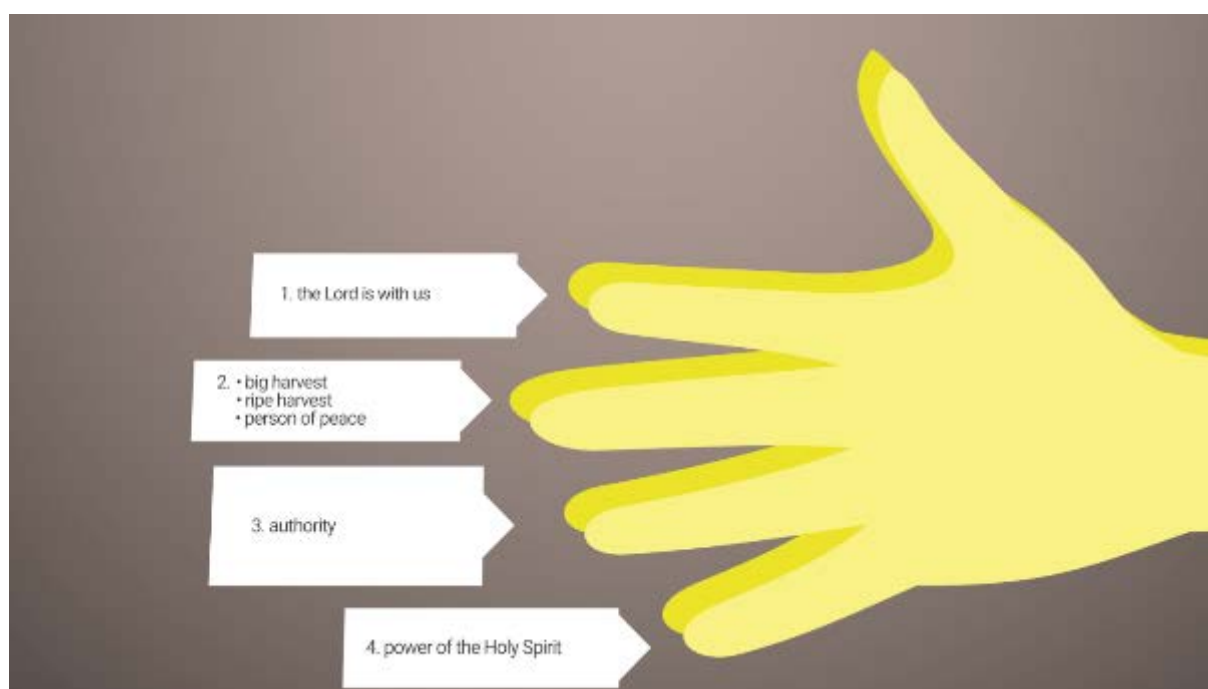 1. the Lord is with us
2. • big harvest
• ripe harvest
• person of peace
3. authority
4. power of the Holy Spirit